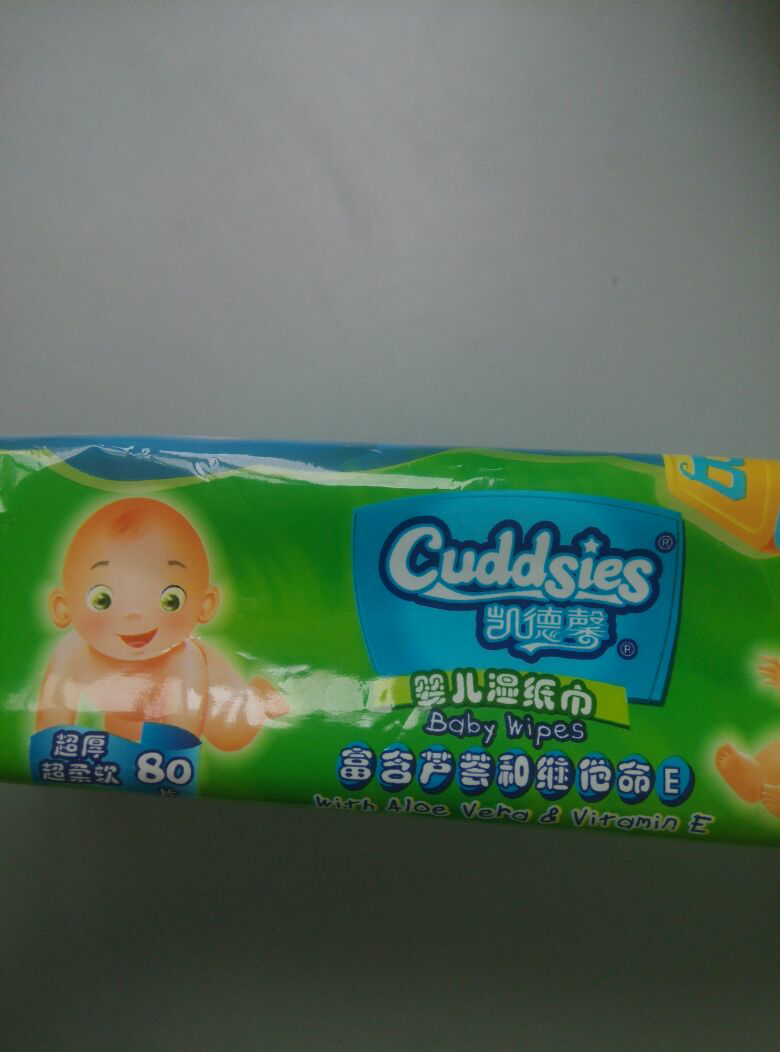 Cuddsies®
凯德馨®
婴儿湿纸巾
Baby Wipes
富含芦荟和维他命E
With Aloe Vera & Vitamin E
超厚
超柔软
80
片